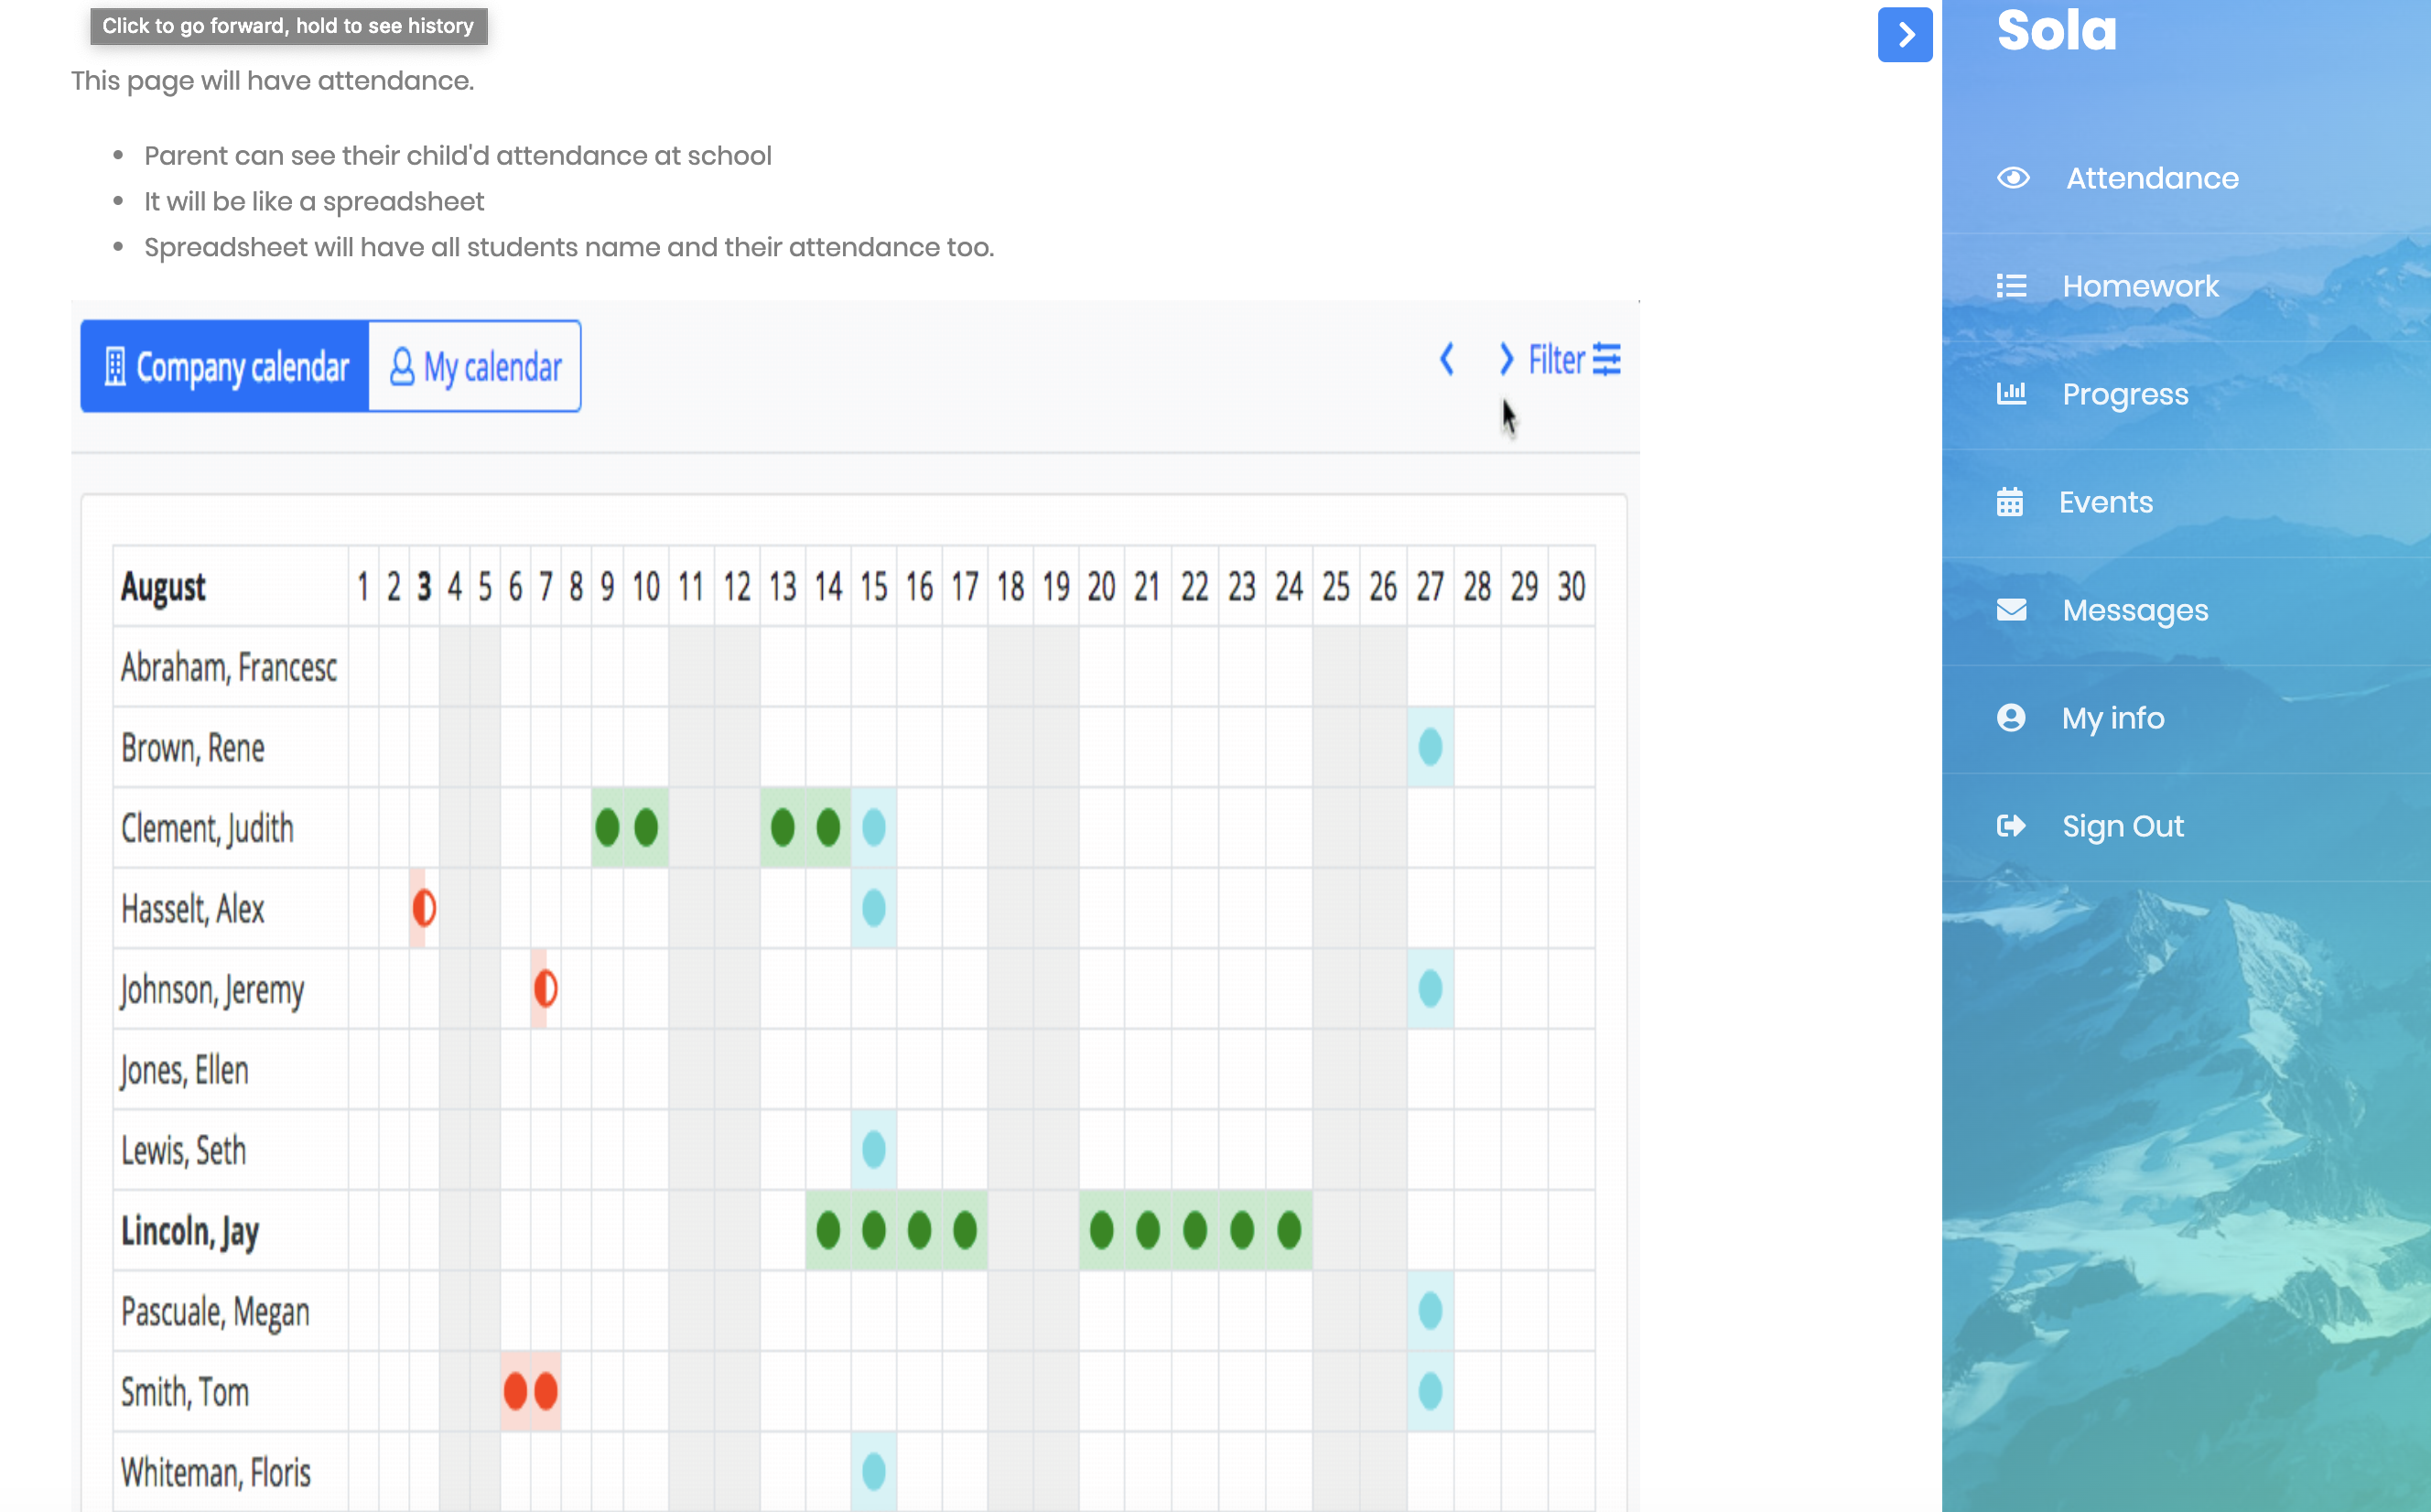 Click to go forward, hold to see history
This page will have attendance.
Parent can see their child'd attendance at school
It will be like a spreadsheet
Spreadsheet will have all students name and their attendance too.
Company calendar My calendar Filter
August 1 2 3 4 5 6 7 8 9 10 11 12 13 14 15 16 17 18 19 20 21 22 23 24 25 26 27 28 29 30
Abraham, Francesc
Brown, Rene
Clement, Judith
Hasselt, Alex
Johnson, Jeremy
Jones, Ellen
Lewis, Seth
Lincoln, Jay
Pascuale, Megan
Smith, Tom
Whiteman, Floris
Sola
Attendance
Homework
Progress
Events
Messages
My info
Sign Out